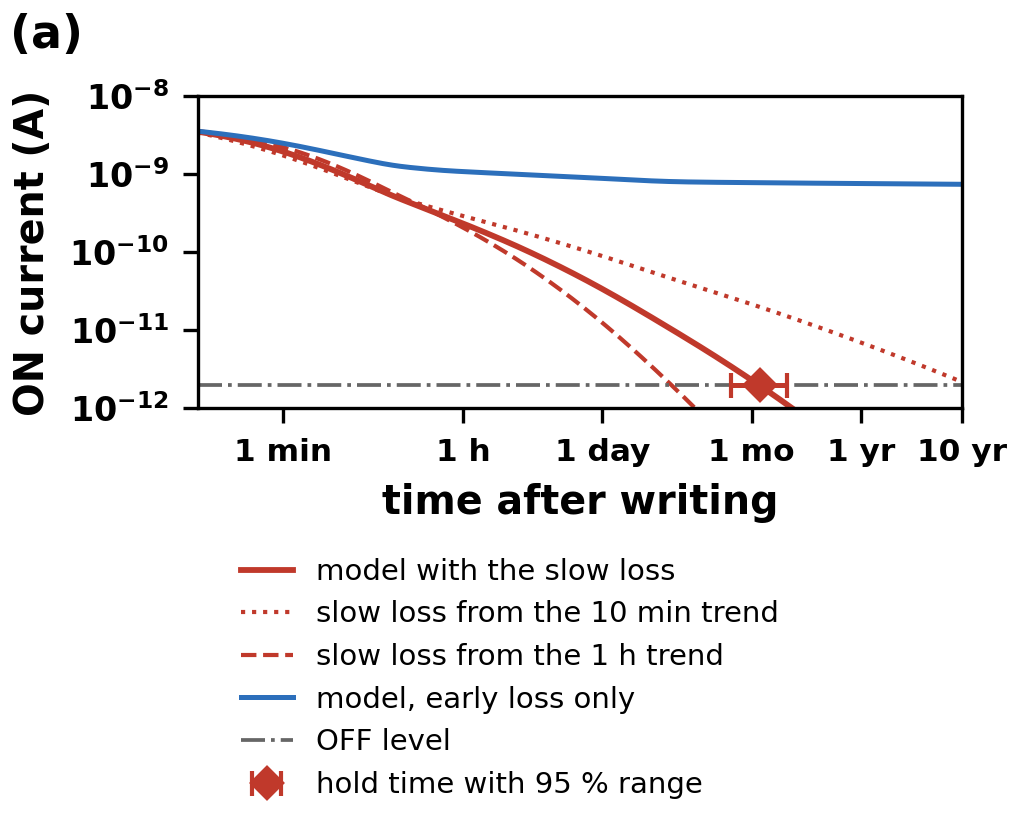 (a)
ON current (A)
10⁻⁸
10⁻⁹
10⁻¹⁰
10⁻¹¹
10⁻¹²
1 min 1 h 1 day 1 mo 1 yr 10 yr
time after writing
model with the slow loss
slow loss from the 10 min trend
slow loss from the 1 h trend
model, early loss only
OFF level
hold time with 95 % range